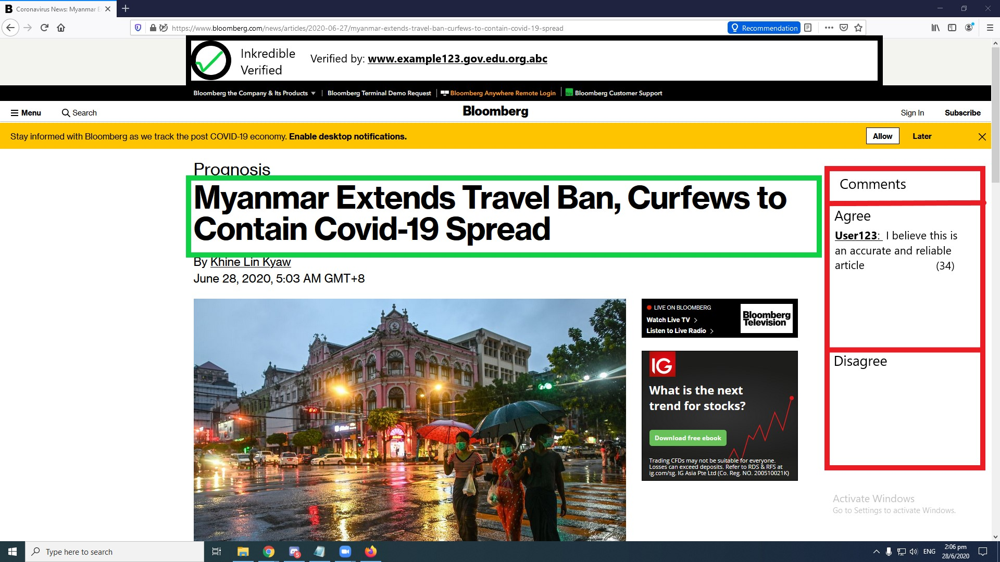 Coronavirus News: Myanmar E
https://www.bloomberg.com/news/articles/2020-06-27/myanmar-extends-travel-ban-curfews-to-contain-covid-19-spread
Recommendation
Inkredible
Verified
Verified by: www.example123.gov.edu.org.abc
Bloomberg the Company & Its Products
Bloomberg Terminal Demo Request
Bloomberg Anywhere Remote Login
Bloomberg Customer Support
Menu
Search
Bloomberg
Sign In
Subscribe
Stay informed with Bloomberg as we track the post COVID-19 economy. Enable desktop notifications.
Allow
Later
Prognosis
Myanmar Extends Travel Ban, Curfews to
Contain Covid-19 Spread
By Khine Lin Kyaw
June 28, 2020, 5:03 AM GMT+8
LIVE ON BLOOMBERG
Watch Live TV
Listen to Live Radio
Bloomberg
Television
IG
What is the next
trend for stocks?
Download free ebook
Trading CFDs may not be suitable for everyone.
Losses can exceed deposits. Refer to RDS & RFS at
ig.com/sg. IG Asia Pte Ltd (Co. Reg. NO. 200510021K)
Comments
Agree
User123: I believe this is
an accurate and reliable
article (34)
Disagree
Activate Windows
Go to Settings to activate Windows.
Type here to search
5
ENG
2:06 pm
28/6/2020